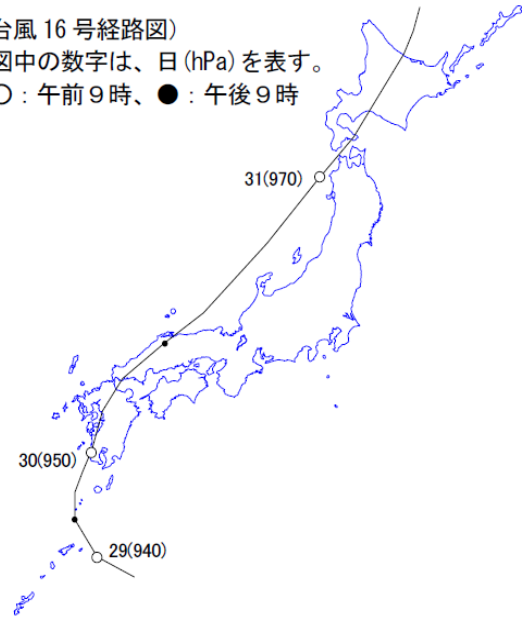 台風 16 号経路図)
図中の数字は、日(hPa)を表す。
○：午前９時、●：午後９時
31(970)
30(950)
29(940)